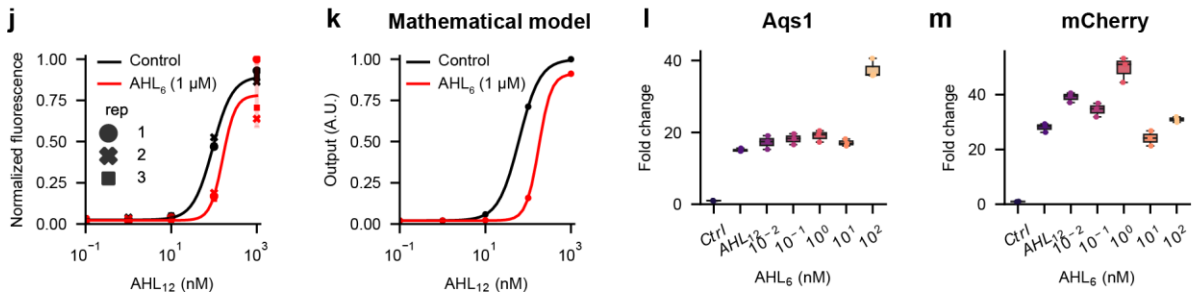 j
Normalized fluorescence
1.00
0.75
0.50
0.25
0.00
Control
AHL₆ (1 µM)
rep
1
2
3
10⁻¹
10¹
10³
AHL₁₂ (nM)
k
Mathematical model
Output (A.U.)
1.00
0.75
0.50
0.25
0.00
Control
AHL₆ (1 µM)
10⁻¹
10¹
10³
AHL₁₂ (nM)
l
Aqs1
Fold change
40
20
0
Ctrl
AHL₁₂
10⁻²
10⁻¹
10⁰
10¹
10²
AHL₆ (nM)
m
mCherry
Fold change
40
20
0
Ctrl
AHL₁₂
10⁻²
10⁻¹
10⁰
10¹
10²
AHL₆ (nM)